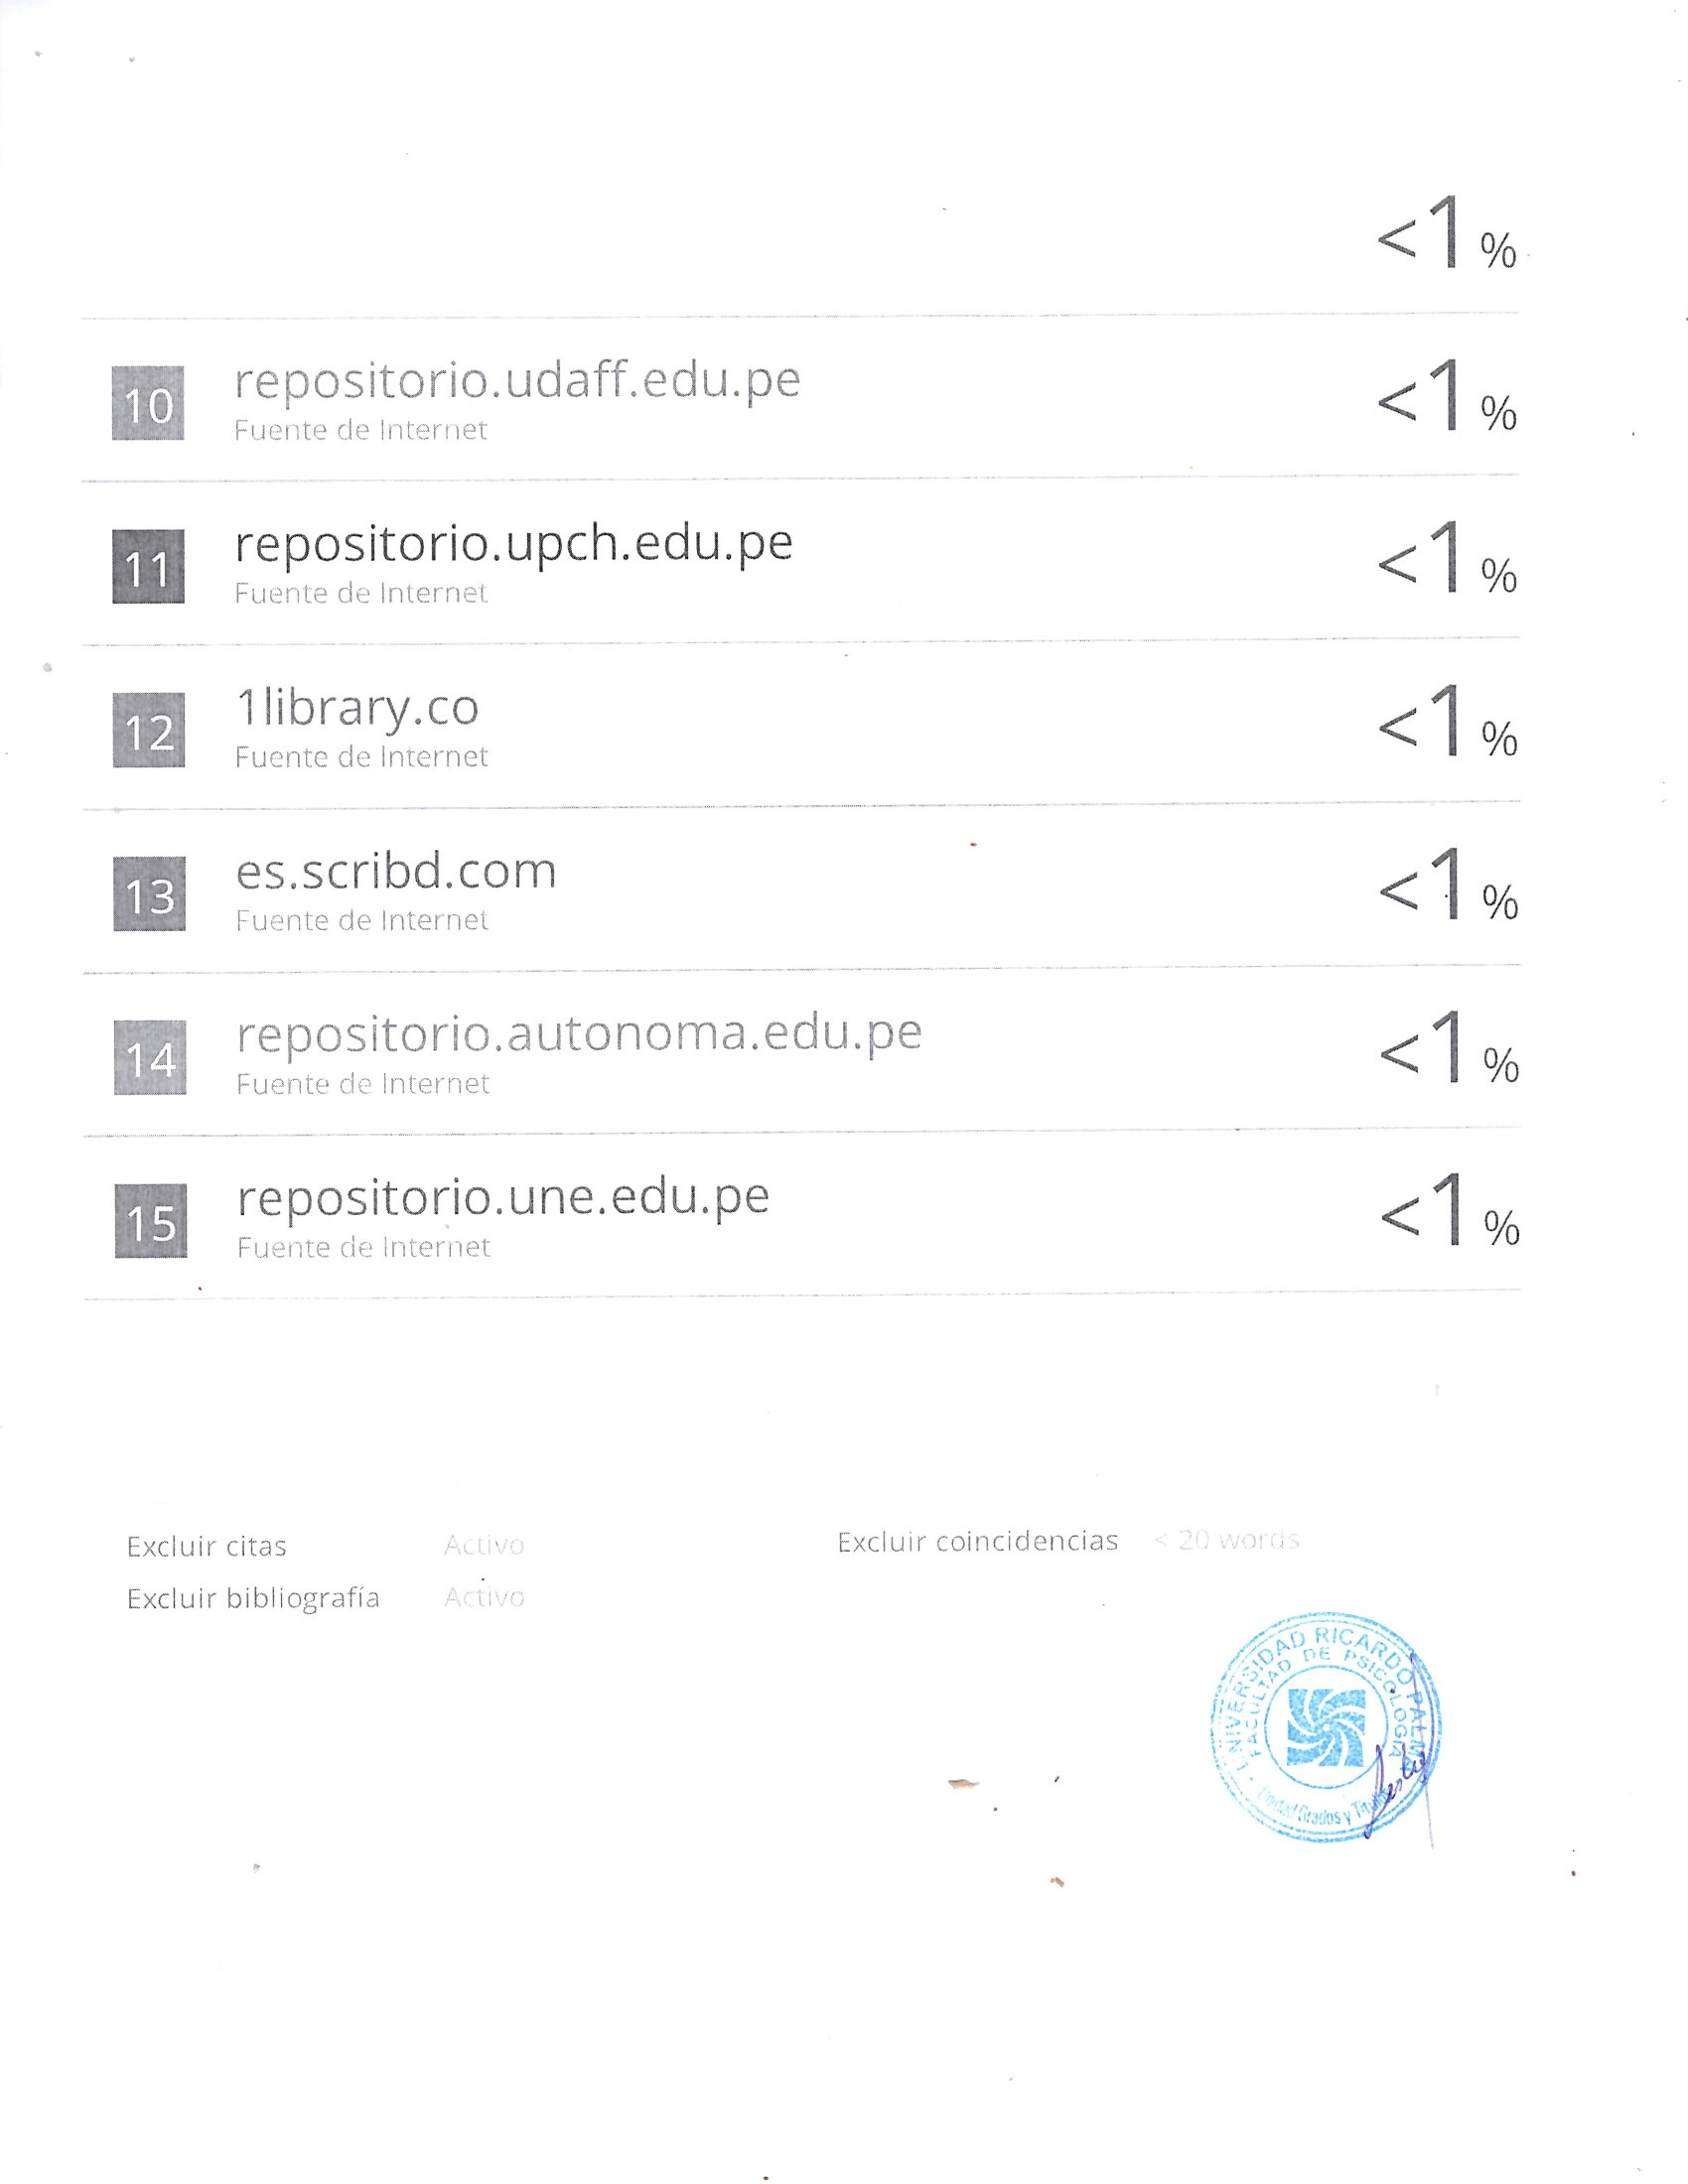 <1 %
10 repositorio.udaff.edu.pe <1 %
Fuente de Internet
11 repositorio.upch.edu.pe <1 %
Fuente de Internet
12 1library.co <1 %
Fuente de Internet
13 es.scribd.com <1 %
Fuente de Internet
14 repositorio.autonoma.edu.pe <1 %
Fuente de Internet
15 repositorio.une.edu.pe <1 %
Fuente de Internet
Excluir citas Activo Excluir coincidencias < 20 words
Excluir bibliografía Activo
UNIVERSIDAD RICARDO PALMA
FACULTAD DE PSICOLOGÍA
Unidad Grados y Títulos